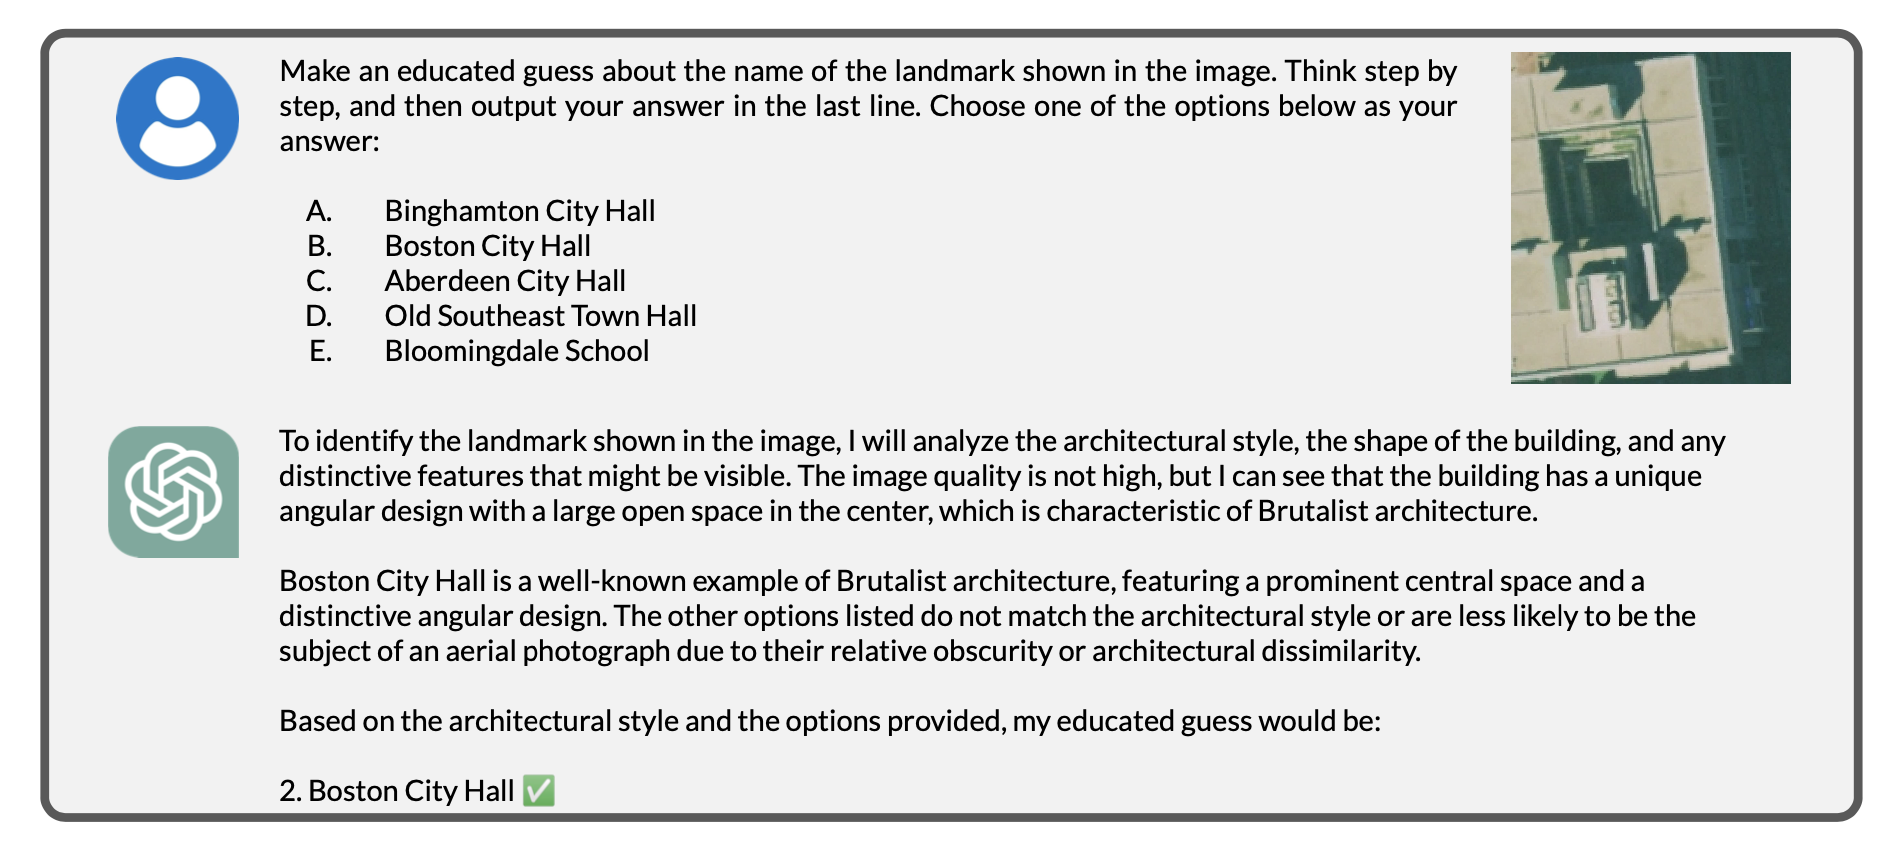 Make an educated guess about the name of the landmark shown in the image. Think step by
step, and then output your answer in the last line. Choose one of the options below as your
answer:
A. Binghamton City Hall
B. Boston City Hall
C. Aberdeen City Hall
D. Old Southeast Town Hall
E. Bloomingdale School
To identify the landmark shown in the image, I will analyze the architectural style, the shape of the building, and any
distinctive features that might be visible. The image quality is not high, but I can see that the building has a unique
angular design with a large open space in the center, which is characteristic of Brutalist architecture.
Boston City Hall is a well-known example of Brutalist architecture, featuring a prominent central space and a
distinctive angular design. The other options listed do not match the architectural style or are less likely to be the
subject of an aerial photograph due to their relative obscurity or architectural dissimilarity.
Based on the architectural style and the options provided, my educated guess would be:
2. Boston City Hall ✅